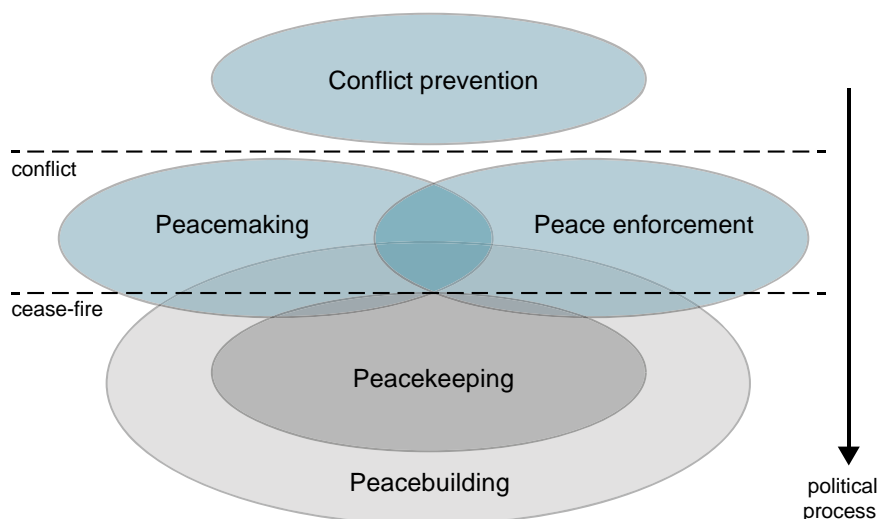 Conflict prevention
conflict
Peacemaking
Peace enforcement
cease-fire
Peacekeeping
Peacebuilding
political
process